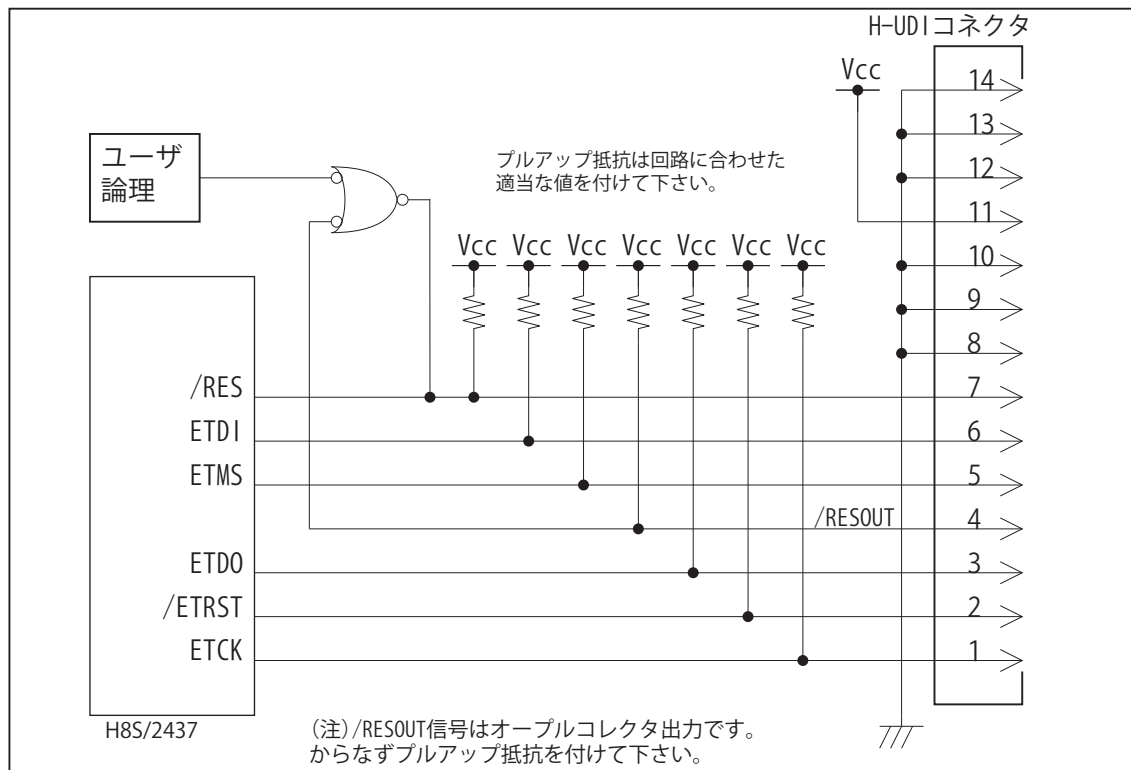 H-UDIコネクタ
Vcc
14
13
12
11
10
9
8
7
6
5
4
3
2
1
ユーザ
論理
プルアップ抵抗は回路に合わせた
適当な値を付けて下さい。
Vcc Vcc Vcc Vcc Vcc Vcc Vcc
/RES
ETDI
ETMS
/RESOUT
ETDO
/ETRST
ETCK
H8S/2437
(注)/RESOUT信号はオープルコレクタ出力です。
からなずプルアップ抵抗を付けて下さい。